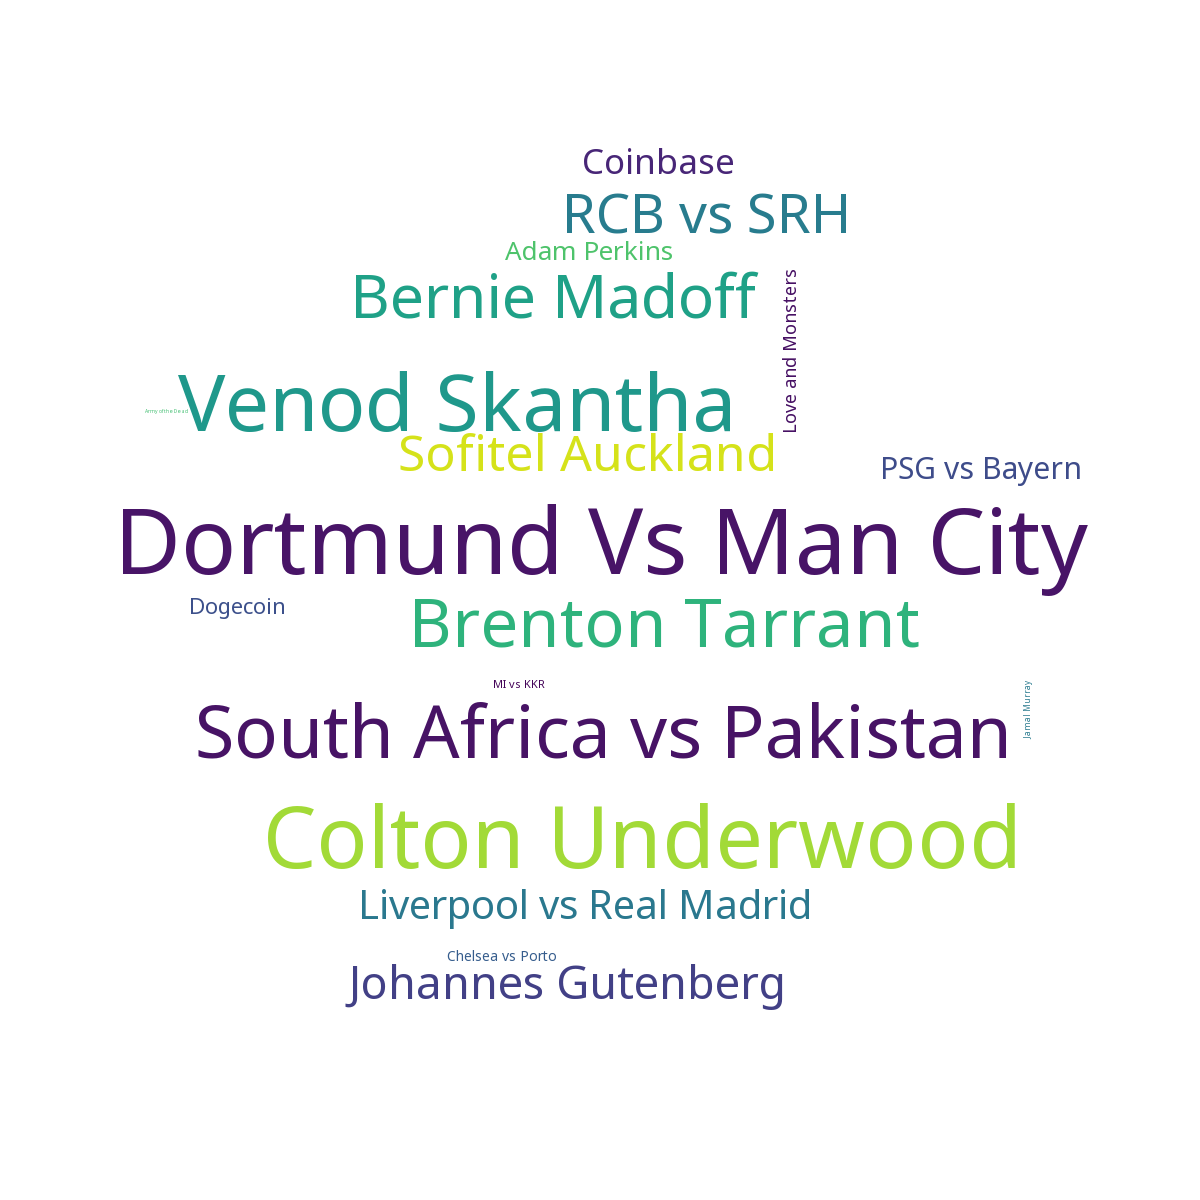 Coinbase
RCB vs SRH
Adam Perkins
Bernie Madoff
Love and Monsters
Venod Skantha
Army of the Dead
Sofitel Auckland
PSG vs Bayern
Dortmund Vs Man City
Dogecoin
Brenton Tarrant
MI vs KKR
Jamal Murray
South Africa vs Pakistan
Colton Underwood
Liverpool vs Real Madrid
Chelsea vs Porto
Johannes Gutenberg